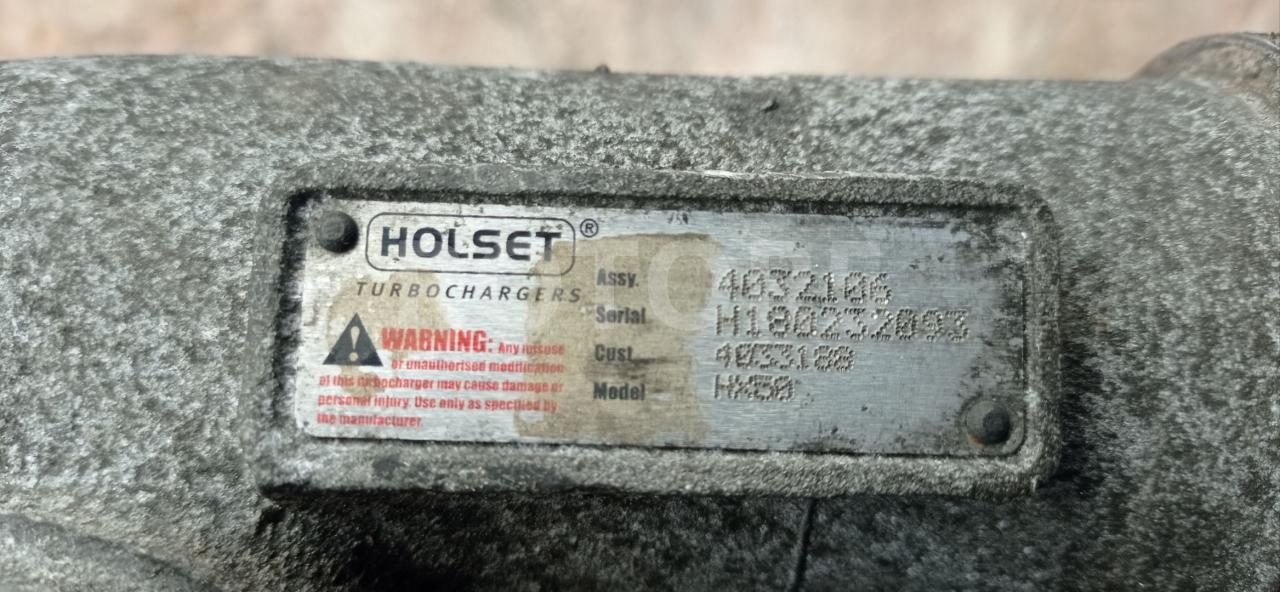 HOLSET®
TURBOCHARGERS
WARNING: Any misuse
or unauthorised modification
of this turbocharger may cause damage or
personal injury. Use only as specified by
the manufacturer.
Assy. 4032106
Serial H180232093
Cust. 4033180
Model HX50